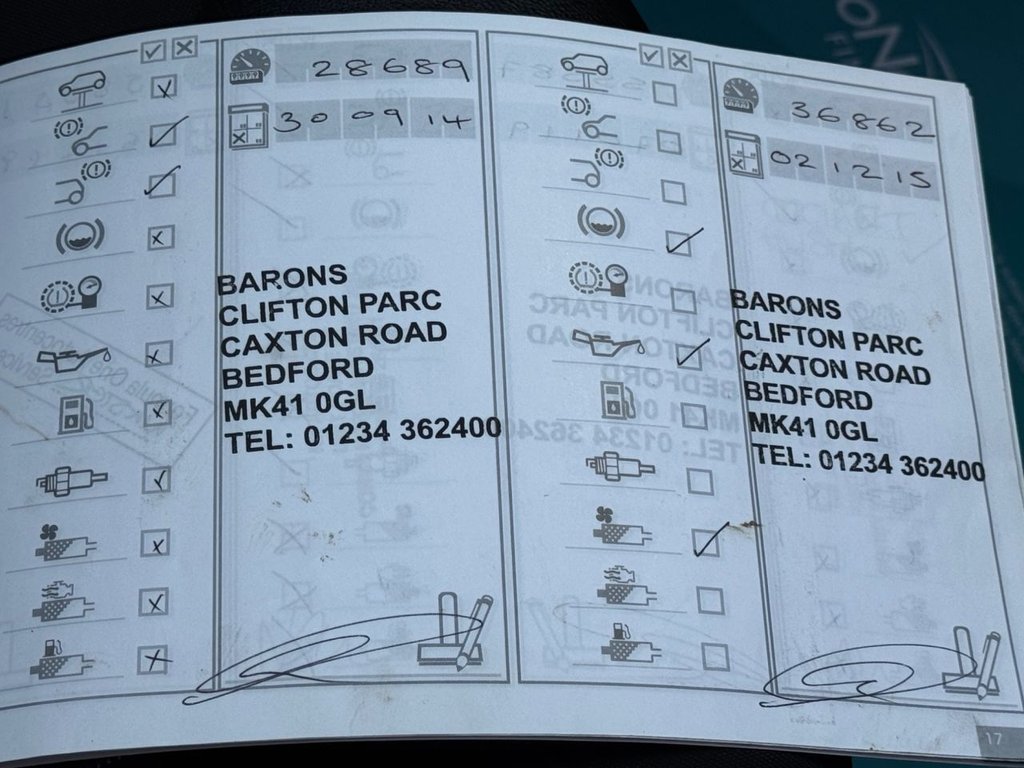 28689
30 09 14
BARONS
CLIFTON PARC
CAXTON ROAD
BEDFORD
MK41 0GL
TEL: 01234 362400
36862
02 12 15
BARONS
CLIFTON PARC
CAXTON ROAD
BEDFORD
MK41 0GL
TEL: 01234 362400
17